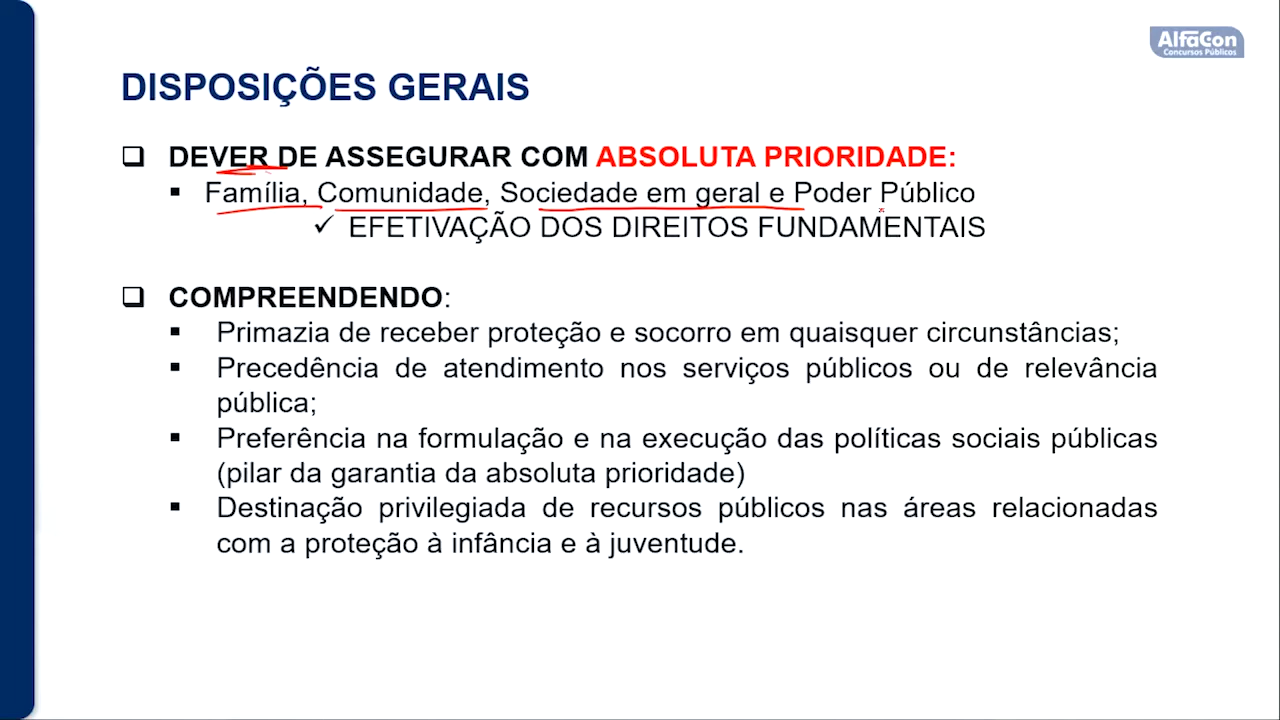 AlfaCon
Concursos Públicos
DISPOSIÇÕES GERAIS
❑ DEVER DE ASSEGURAR COM ABSOLUTA PRIORIDADE:
▪ Família, Comunidade, Sociedade em geral e Poder Público
✓ EFETIVAÇÃO DOS DIREITOS FUNDAMENTAIS
❑ COMPREENDENDO:
▪ Primazia de receber proteção e socorro em quaisquer circunstâncias;
▪ Precedência de atendimento nos serviços públicos ou de relevância
pública;
▪ Preferência na formulação e na execução das políticas sociais públicas
(pilar da garantia da absoluta prioridade)
▪ Destinação privilegiada de recursos públicos nas áreas relacionadas
com a proteção à infância e à juventude.